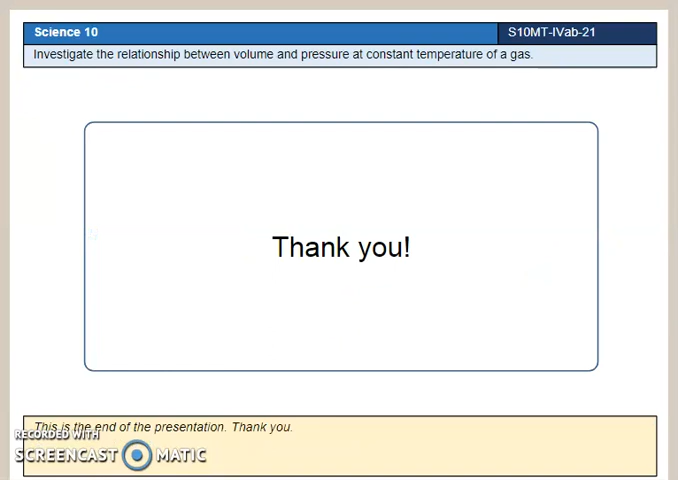 Science 10
S10MT-IVab-21
Investigate the relationship between volume and pressure at constant temperature of a gas.
Thank you!
This is the end of the presentation. Thank you.
RECORDED WITH
SCREENCAST MATIC